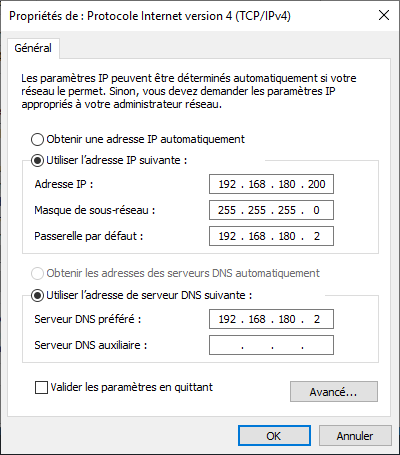 Propriétés de : Protocole Internet version 4 (TCP/IPv4)
Général
Les paramètres IP peuvent être déterminés automatiquement si votre
réseau le permet. Sinon, vous devez demander les paramètres IP
appropriés à votre administrateur réseau.
Obtenir une adresse IP automatiquement
Utiliser l'adresse IP suivante :
Adresse IP : 192 . 168 . 180 . 200
Masque de sous-réseau : 255 . 255 . 255 . 0
Passerelle par défaut : 192 . 168 . 180 . 2
Obtenir les adresses des serveurs DNS automatiquement
Utiliser l'adresse de serveur DNS suivante :
Serveur DNS préféré : 192 . 168 . 180 . 2
Serveur DNS auxiliaire : . . .
Valider les paramètres en quittant
Avancé...
OK Annuler